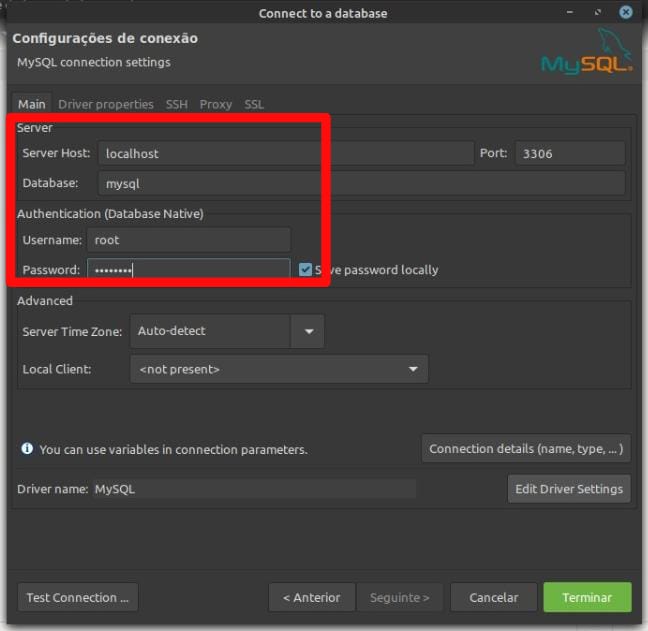 Connect to a database
Configurações de conexão
MySQL connection settings
MySQL
Main Driver properties SSH Proxy SSL
Server
Server Host: localhost Port: 3306
Database: mysql
Authentication (Database Native)
Username: root
Password: •••••••• password locally
Advanced
Server Time Zone: Auto-detect
Local Client: <not present>
You can use variables in connection parameters.
Connection details (name, type, ... )
Driver name: MySQL
Edit Driver Settings
Test Connection ... < Anterior Seguinte > Cancelar Terminar